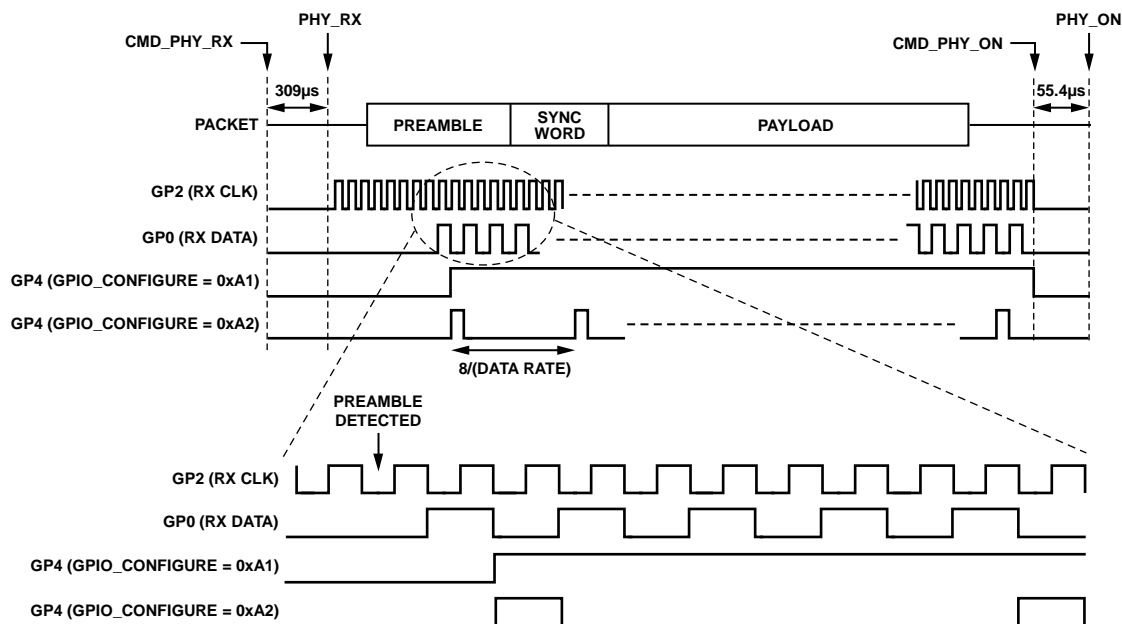 PHY_RX
PHY_ON
CMD_PHY_RX
CMD_PHY_ON
309µs
55.4µs
PACKET
PREAMBLE
SYNC
WORD
PAYLOAD
GP2 (RX CLK)
GP0 (RX DATA)
GP4 (GPIO_CONFIGURE = 0xA1)
GP4 (GPIO_CONFIGURE = 0xA2)
8/(DATA RATE)
PREAMBLE
DETECTED
GP2 (RX CLK)
GP0 (RX DATA)
GP4 (GPIO_CONFIGURE = 0xA1)
GP4 (GPIO_CONFIGURE = 0xA2)